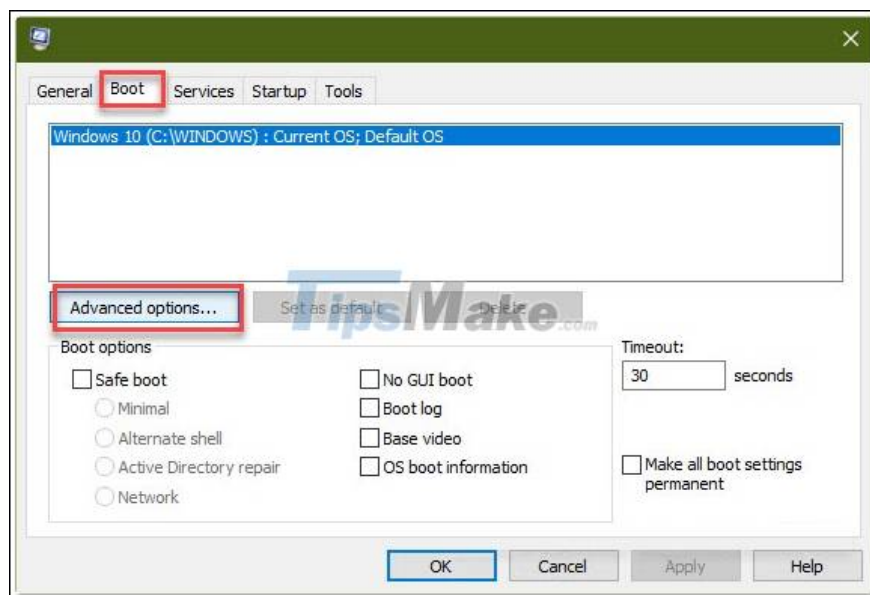 General Boot Services Startup Tools
Windows 10 (C:\WINDOWS) : Current OS; Default OS
Advanced options... Set as default Delete
TipsMake.com
Boot options
Timeout:
Safe boot No GUI boot 30 seconds
Minimal Boot log
Alternate shell Base video
Active Directory repair OS boot information Make all boot settings
permanent
Network
OK Cancel Apply Help